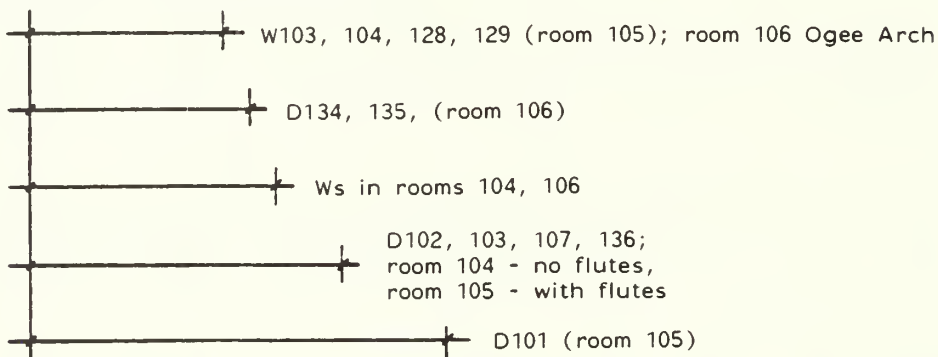 W103, 104, 128, 129 (room 105); room 106 Ogee Arch
D134, 135, (room 106)
Ws in rooms 104, 106
D102, 103, 107, 136;
room 104 - no flutes,
room 105 - with flutes
D101 (room 105)